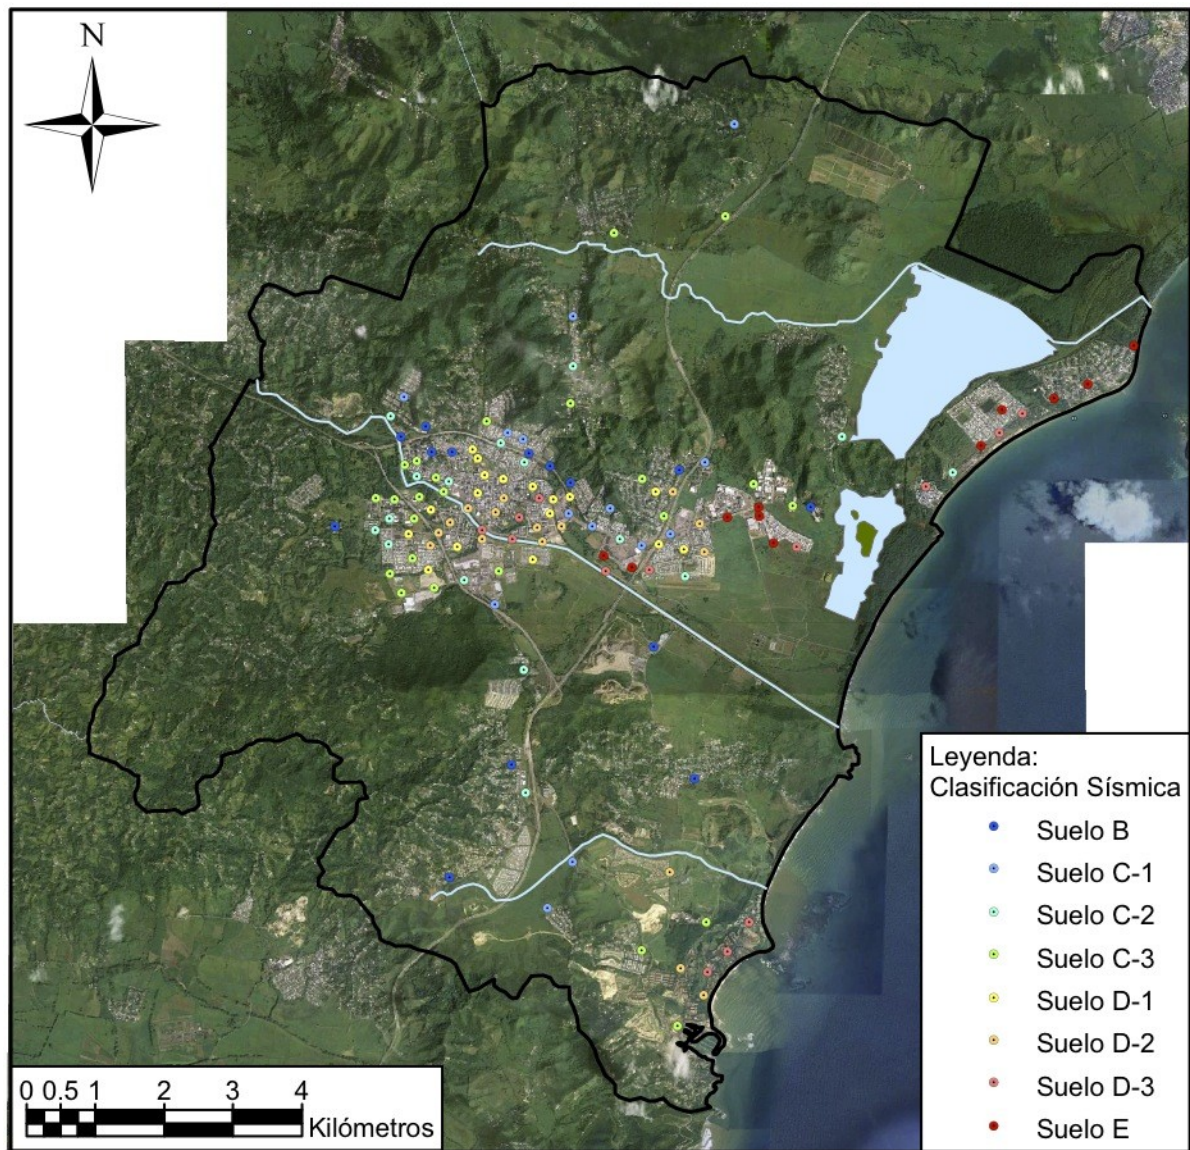 N
Leyenda:
Clasificación Sísmica
Suelo B
Suelo C-1
Suelo C-2
Suelo C-3
Suelo D-1
Suelo D-2
Suelo D-3
Suelo E
0 0.5 1 2 3 4
Kilómetros